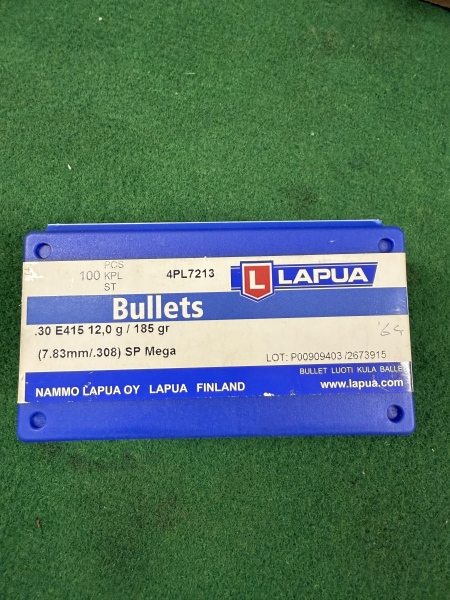 PCS
100 KPL
ST
4PL7213
L LAPUA
Bullets
.30 E415 12,0 g / 185 gr
'64
(7.83mm/.308) SP Mega
LOT: P00909403 /2673915
BULLET LUOTI KULA BALLE
NAMMO LAPUA OY LAPUA FINLAND
www.lapua.com